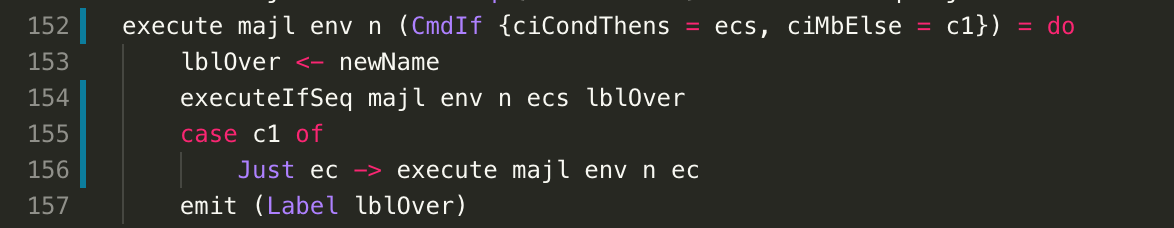 152 execute majl env n (CmdIf {ciCondThens = ecs, ciMbElse = c1}) = do
153     lblOver <- newName
154     executeIfSeq majl env n ecs lblOver
155     case c1 of
156         Just ec -> execute majl env n ec
157     emit (Label lblOver)